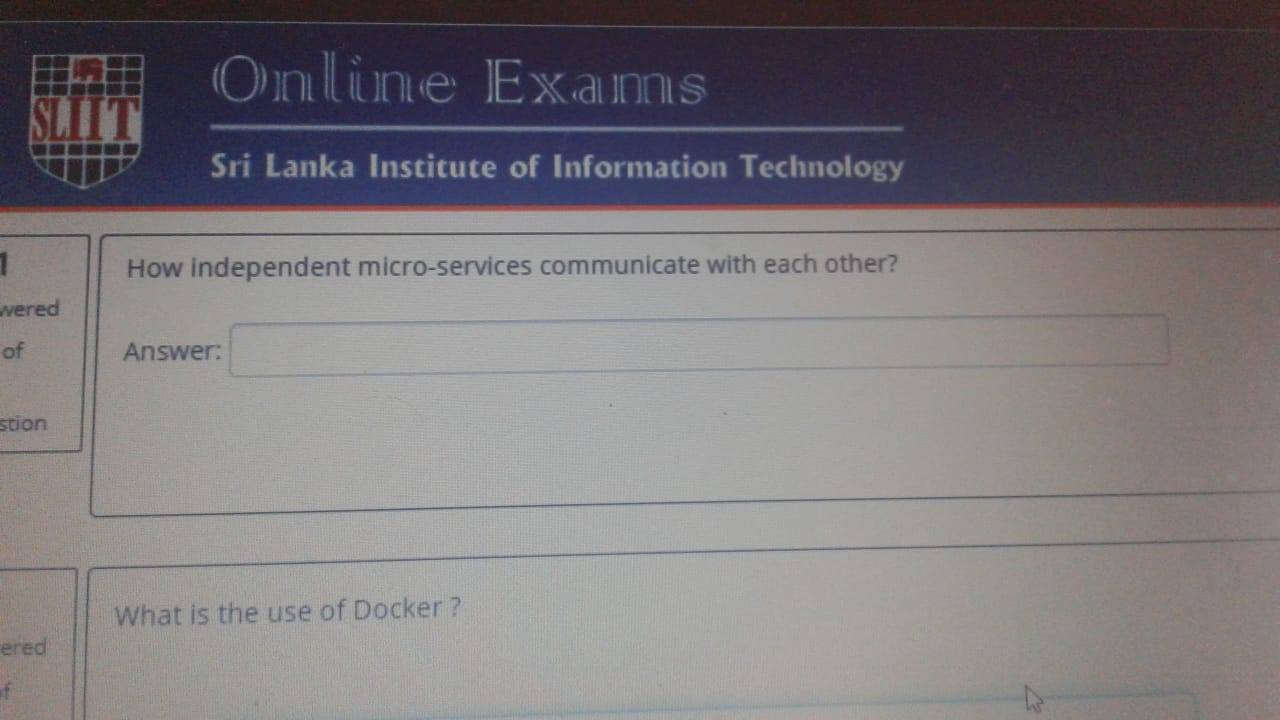 SLIIT
Online Exams
Sri Lanka Institute of Information Technology
1
wered
of
stion
How independent micro-services communicate with each other?
Answer:
ered
of
What is the use of Docker ?